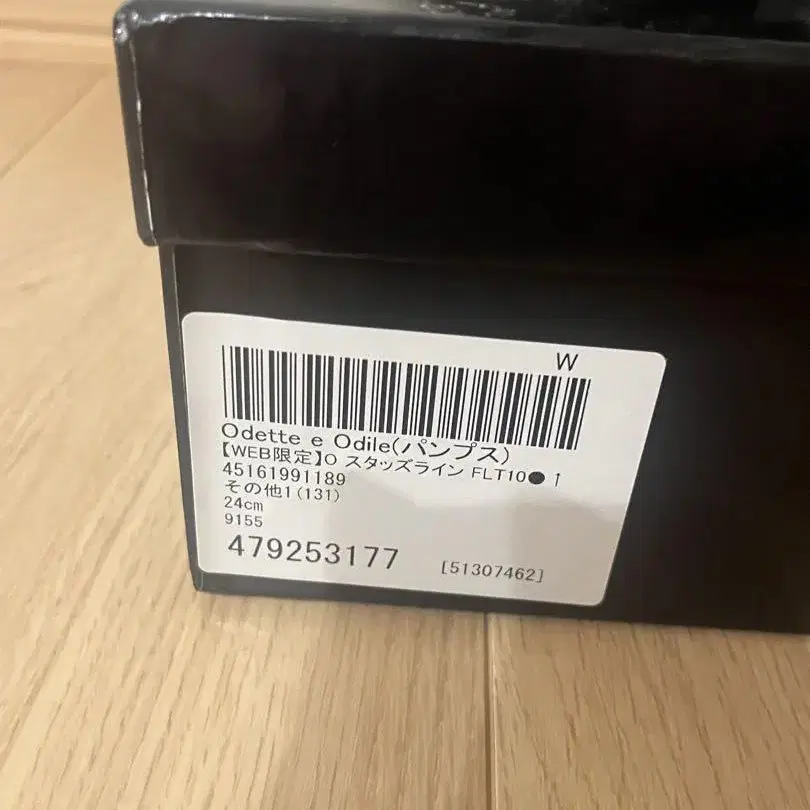 W
Odette e Odile(パンプス)
【WEB限定】O スタッズライン FLT10● ↑
45161991189
その他1(131)
24cm
9155
479253177 [51307462]